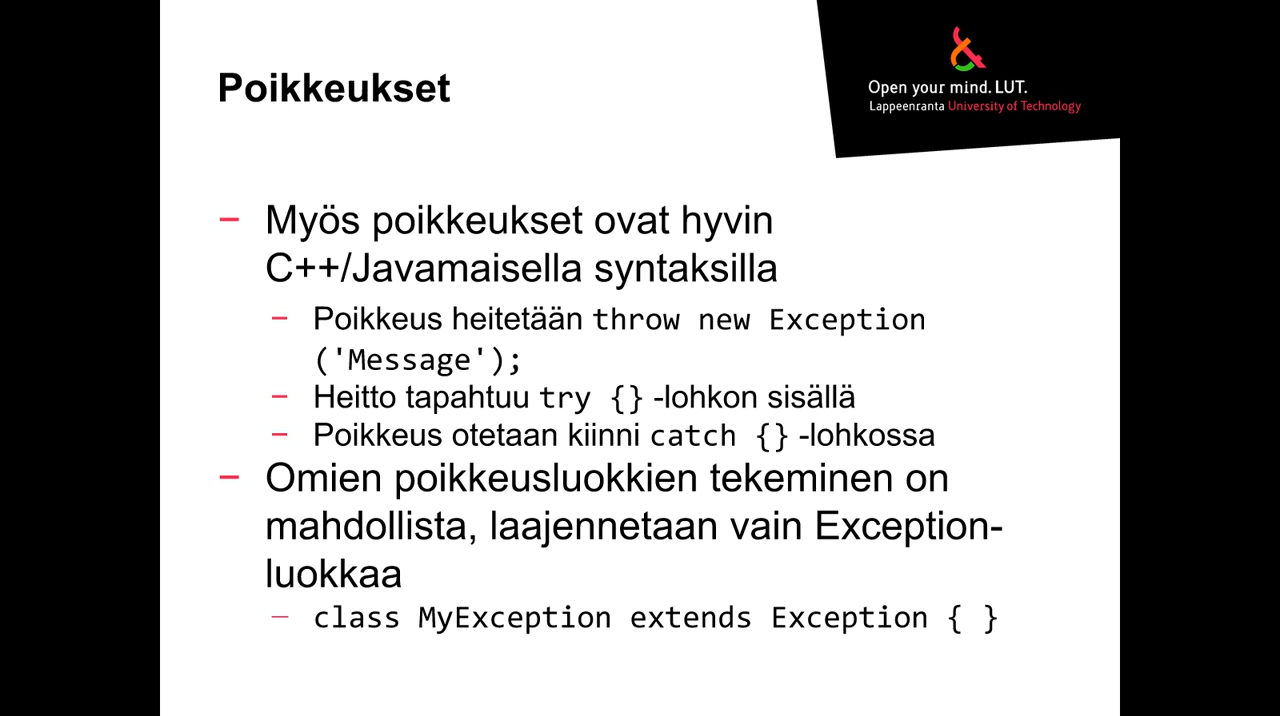 Poikkeukset
Open your mind. LUT.
Lappeenranta University of Technology
– Myös poikkeukset ovat hyvin
C++/Javamaisella syntaksilla
– Poikkeus heitetään throw new Exception
('Message');
– Heitto tapahtuu try {} -lohkon sisällä
– Poikkeus otetaan kiinni catch {} -lohkossa
– Omien poikkeusluokkien tekeminen on
mahdollista, laajennetaan vain Exception-
luokkaa
– class MyException extends Exception { }